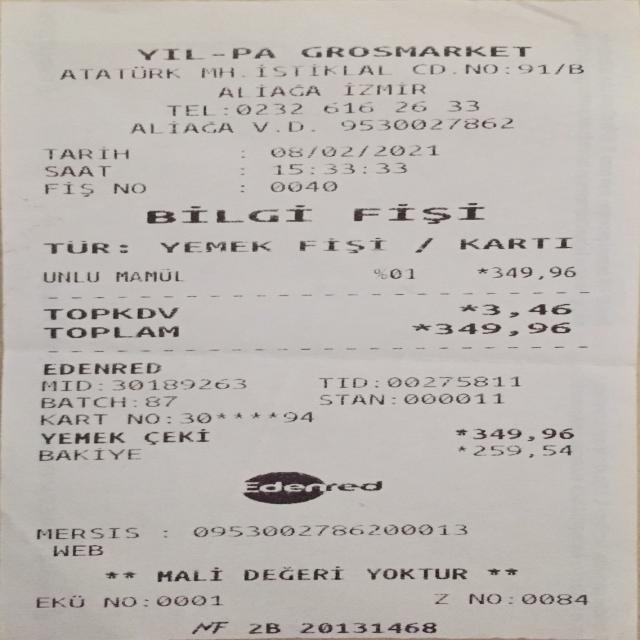 YIL-PA GROSMARKET
ATATÜRK MH.İSTİKLAL CD.NO:91/B
ALİAĞA İZMİR
TEL:0232 616 26 33
ALİAĞA V.D. 9530027862
TARİH : 08/02/2021
SAAT : 15:33:33
FİŞ NO : 0040
BİLGİ FİŞİ
TÜR: YEMEK FİŞİ / KARTI
UNLU MAMÜL %01 *349,96
TOPKDV *3,46
TOPLAM *349,96
EDENRED
MID:30189263 TID:00275811
BATCH:87 STAN:000011
KART NO:30****94
YEMEK ÇEKİ *349,96
BAKİYE *259,54
Edenred
MERSIS : 0953002786200013
WEB
** MALİ DEĞERİ YOKTUR **
EKÜ NO:0001 Z NO:0084
MF 2B 20131468